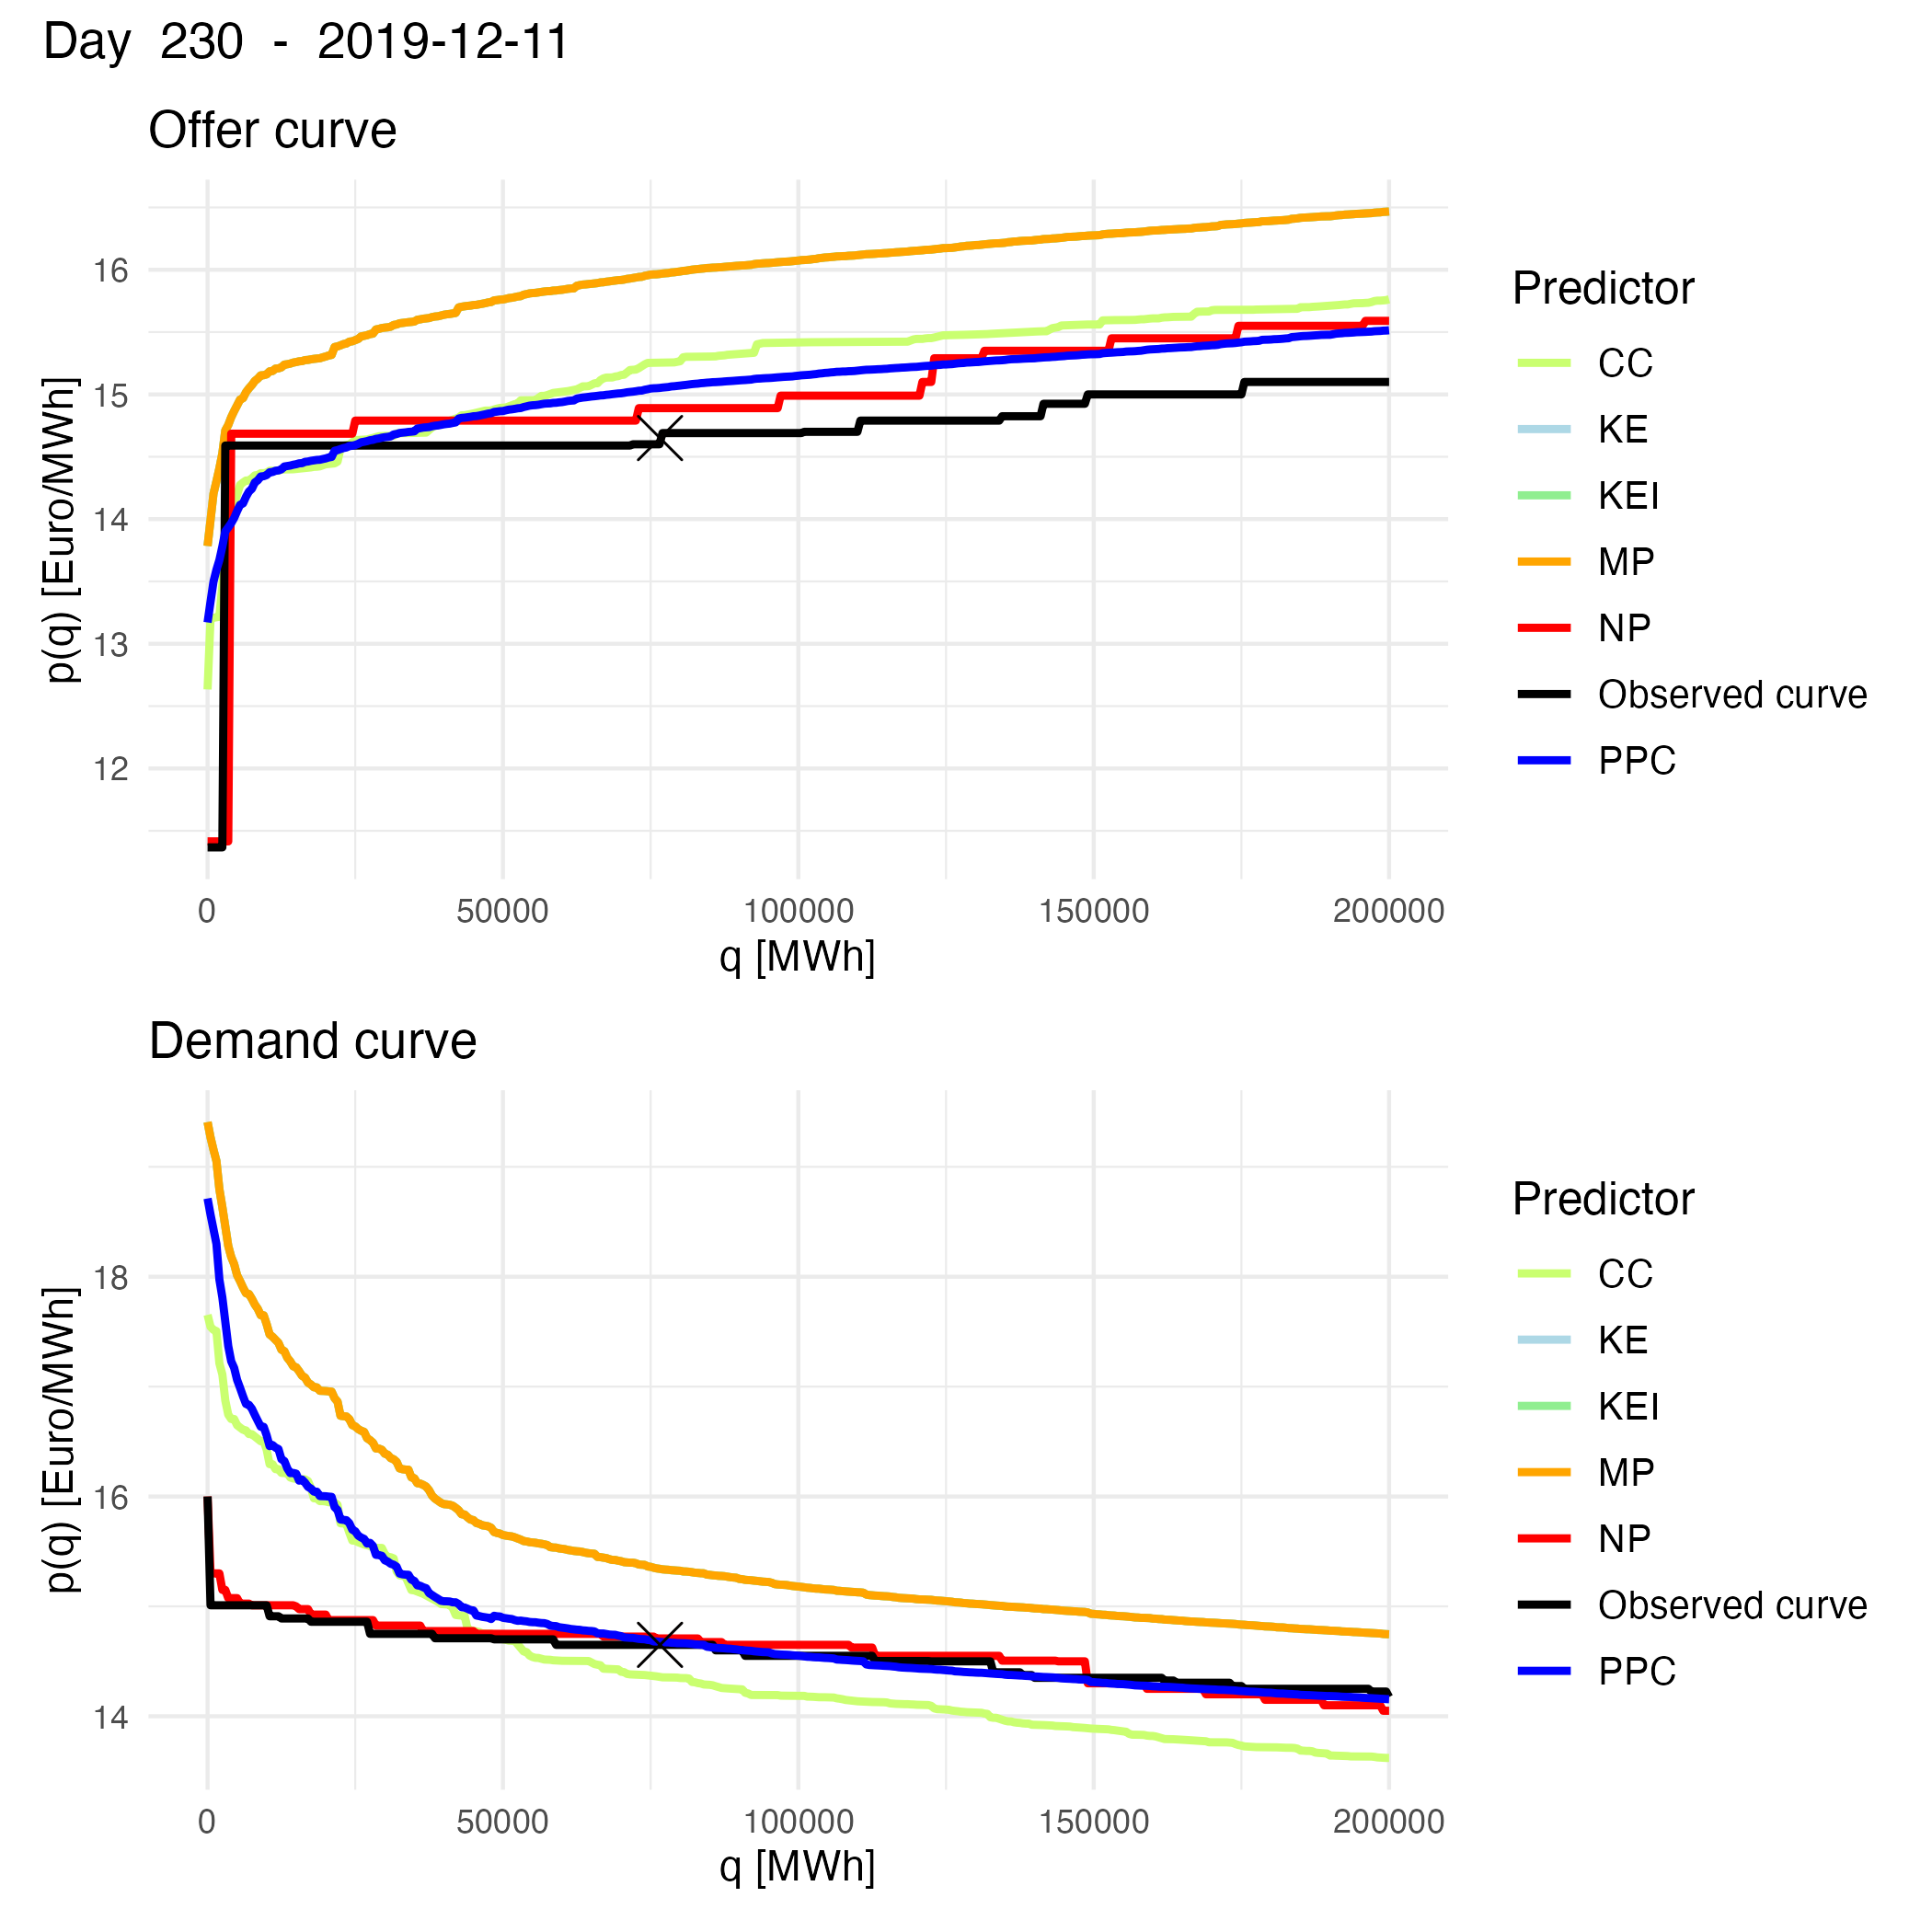 Day 230 - 2019-12-11
Offer curve
p(q) [Euro/MWh]
16
15
14
13
12
0 50000 100000 150000 200000
q [MWh]
Predictor
CC
KE
KEI
MP
NP
Observed curve
PPC
Demand curve
p(q) [Euro/MWh]
18
16
14
0 50000 100000 150000 200000
q [MWh]
Predictor
CC
KE
KEI
MP
NP
Observed curve
PPC